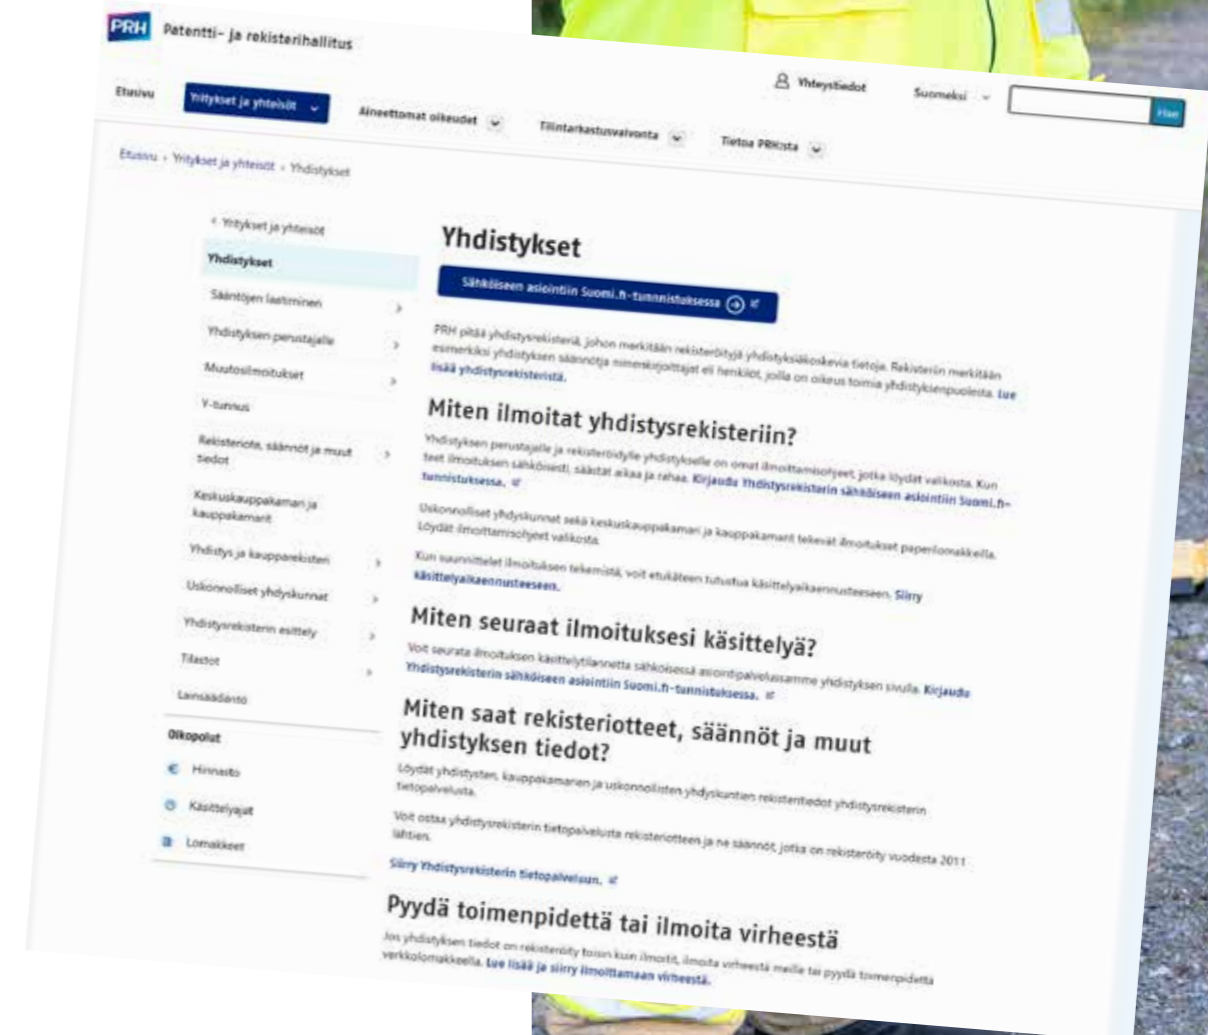 PRH Patentti- ja rekisterihallitus
Yhteystiedot
Suomeksi
Hae
Etusivu
Yritykset ja yhteisöt
Aineettomat oikeudet
Tilintarkastusvalvonta
Tietoa PRH:sta
Etusivu › Yritykset ja yhteisöt › Yhdistykset
‹ Yritykset ja yhteisöt
Yhdistykset
Sääntöjen laatiminen
Yhdistyksen perustajalle
Muutosilmoitukset
Y-tunnus
Rekisteriote, säännöt ja muut
tiedot
Keskuskauppakamari ja
kauppakamarit
Yhdistys ja kaupparekisteri
Uskonnolliset yhdyskunnat
Yhdistysrekisterin esittely
Tilastot
Lainsäädäntö
Oikopolut
Hinnasto
Käsittelyajat
Lomakkeet
Yhdistykset
Sähköiseen asiointiin Suomi.fi-tunnnistuksessa
PRH pitää yhdistysrekisteriä, johon merkitään rekisteröityjä yhdistyksiäkoskevia tietoja. Rekisteriin merkitään
esimerkiksi yhdistyksen säännötja nimenkirjoittajat eli henkilöt, joilla on oikeus toimia yhdistyksenpuolesta. Lue
lisää yhdistysrekisteristä.
Miten ilmoitat yhdistysrekisteriin?
Yhdistyksen perustajalle ja rekisteröidylle yhdistykselle on omat ilmoittamisohjeet, jotka löydät valikosta. Kun
teet ilmoituksen sähköisesti, säästät aikaa ja rahaa. Kirjaudu Yhdistysrekisterin sähköiseen asiointiin Suomi.fi-
tunnistuksessa.
Uskonnolliset yhdyskunnat sekä keskuskauppakamari ja kauppakamarit tekevät ilmoitukset paperilomakkeilla.
Löydät ilmoittamisohjeet valikosta.
Kun suunnittelet ilmoituksen tekemistä, voit etukäteen tutustua käsittelyaikaennusteeseen. Siirry
käsittelyaikaennusteeseen.
Miten seuraat ilmoituksesi käsittelyä?
Voit seurata ilmoituksen käsittelytilannetta sähköisessä asiointipalvelussamme yhdistyksen sivulla. Kirjaudu
Yhdistysrekisterin sähköiseen asiointiin Suomi.fi-tunnistuksessa.
Miten saat rekisteriotteet, säännöt ja muut
yhdistyksen tiedot?
Löydät yhdistysten, kauppakamarien ja uskonnollisten yhdyskuntien rekisteritiedot yhdistysrekisterin
tietopalvelusta.
Voit ostaa yhdistysrekisterin tietopalvelusta rekisteriotteen ja ne säännöt, jotka on rekisteröity vuodesta 2011
lähtien.
Siirry Yhdistysrekisterin tietopalveluun.
Pyydä toimenpidettä tai ilmoita virheestä
Jos yhdistyksen tiedot on rekisteröity toisin kuin ilmoitit, ilmoita virheestä meille tai pyydä toimenpidettä
verkkolomakkeella. Lue lisää ja siirry ilmoittamaan virheestä.